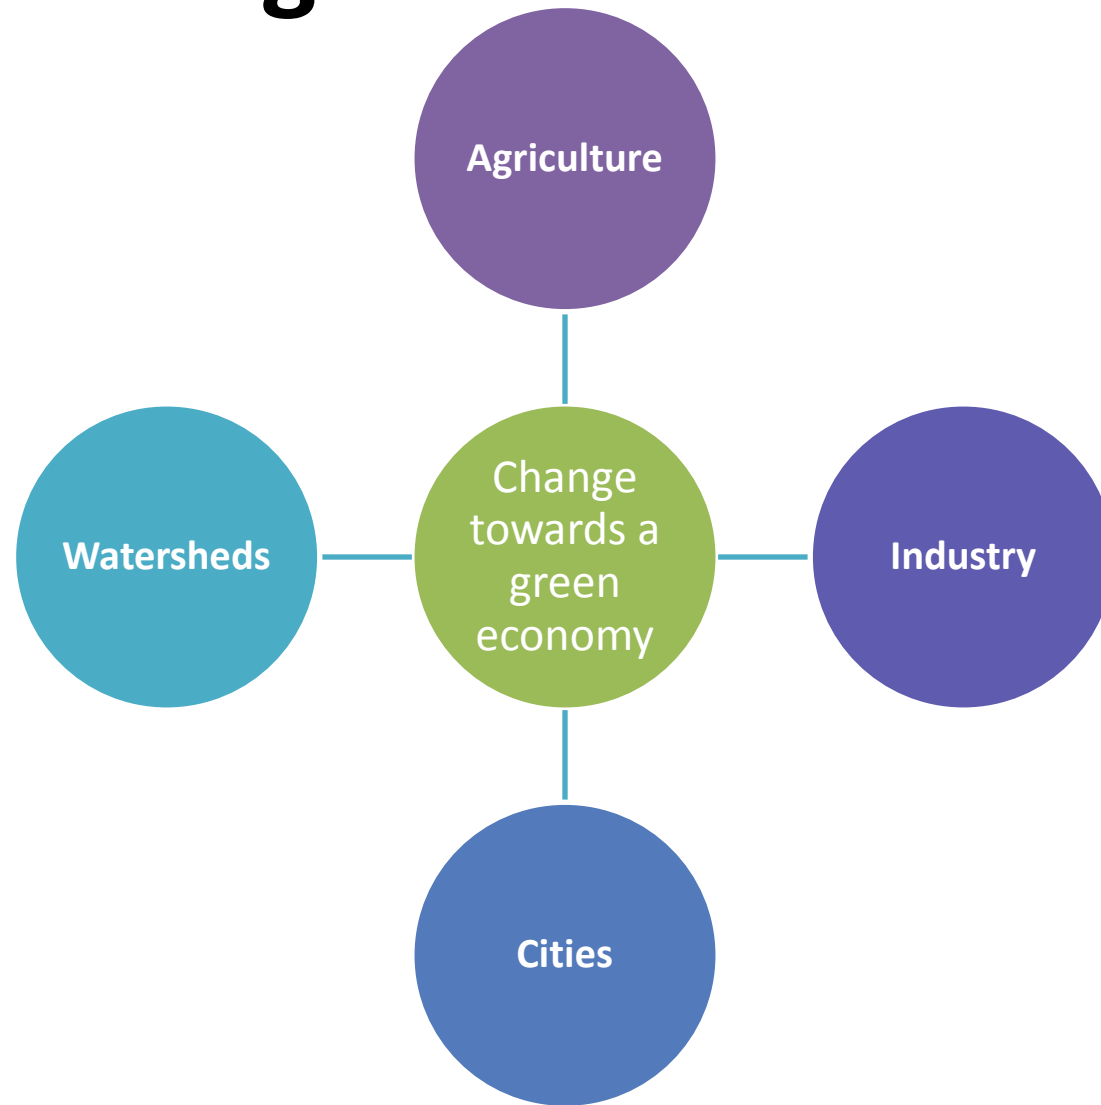 Agriculture
Watersheds
Change
towards a
green
economy
Industry
Cities